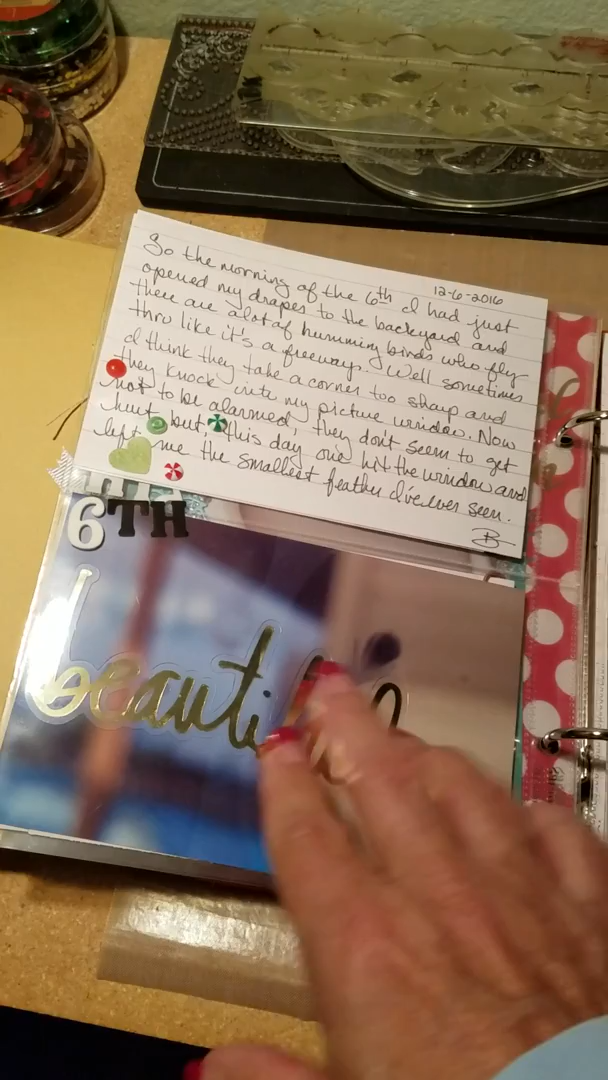 12-6-2016
So the morning of the 6th I had just
opened my drapes to the backyard and
there are a lot of humming birds who fly
thru like it's a freeway. Well sometimes
I think they take a corner too sharp and
they knock into my picture window. Now
not to be alarmed, they don't seem to get
hurt but, this day one hit the window and
left me the smallest feather I've ever seen.
B
6TH
beauti